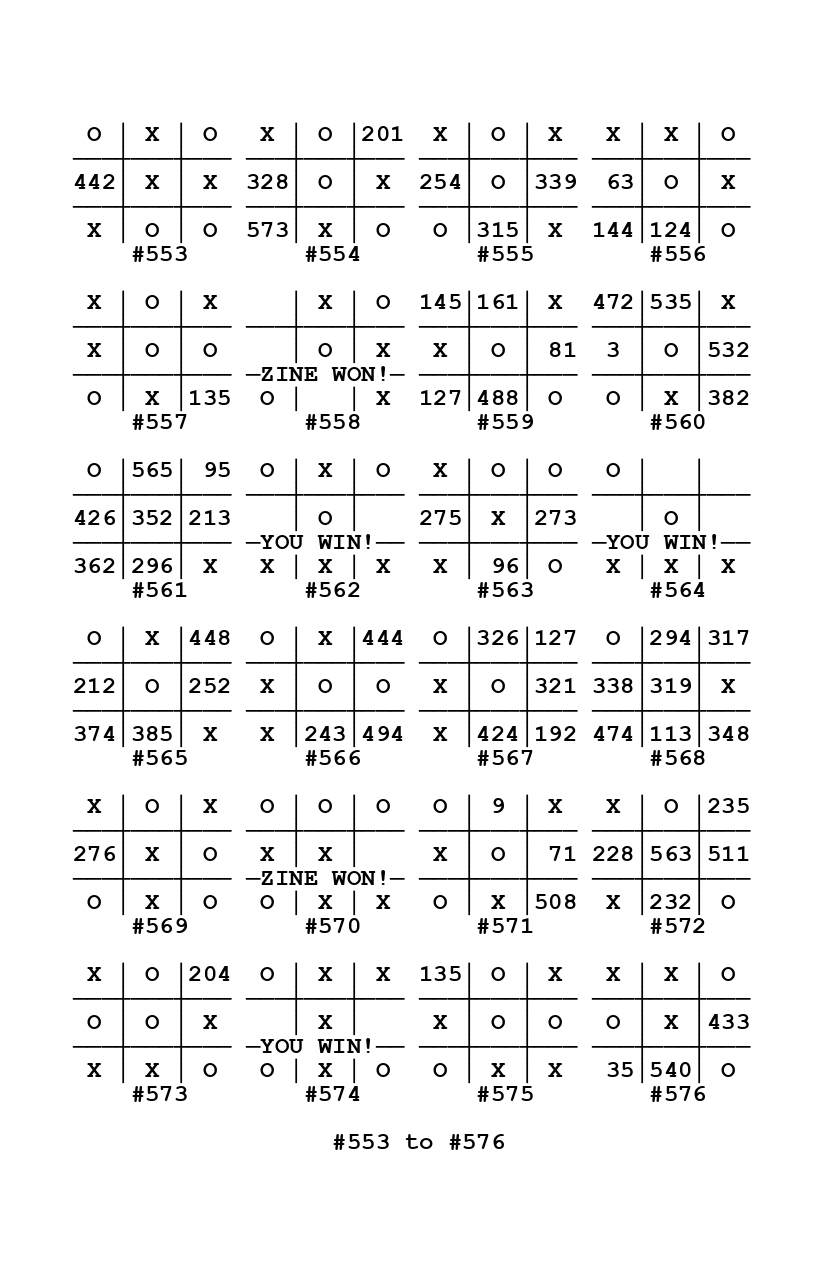 O | X | O X | O |201 X | O | X X | X | O
442| X | X 328| O | X 254| O |339 63| O | X
X | O | O 573| X | O O |315| X 144|124| O
#553 #554 #555 #556
X | O | X | X | O 145|161| X 472|535| X
X | O | O | O | X X | O | 81 3 | O |532
ZINE WON!
O | X |135 O | | X 127|488| O O | X |382
#557 #558 #559 #560
O |565| 95 O | X | O X | O | O O | |
426|352|213 | O | 275| X |273 | O |
YOU WIN! YOU WIN!
362|296| X X | X | X X | 96| O X | X | X
#561 #562 #563 #564
O | X |448 O | X |444 O |326|127 O |294|317
212| O |252 X | O | O X | O |321 338|319| X
374|385| X X |243|494 X |424|192 474|113|348
#565 #566 #567 #568
X | O | X O | O | O O | 9 | X X | O |235
276| X | O X | X | X | O | 71 228|563|511
ZINE WON!
O | X | O O | X | X O | X |508 X |232| O
#569 #570 #571 #572
X | O |204 O | X | X 135| O | X X | X | O
O | O | X | X | X | O | O O | X |433
YOU WIN!
X | X | O O | X | O O | X | X 35|540| O
#573 #574 #575 #576
#553 to #576